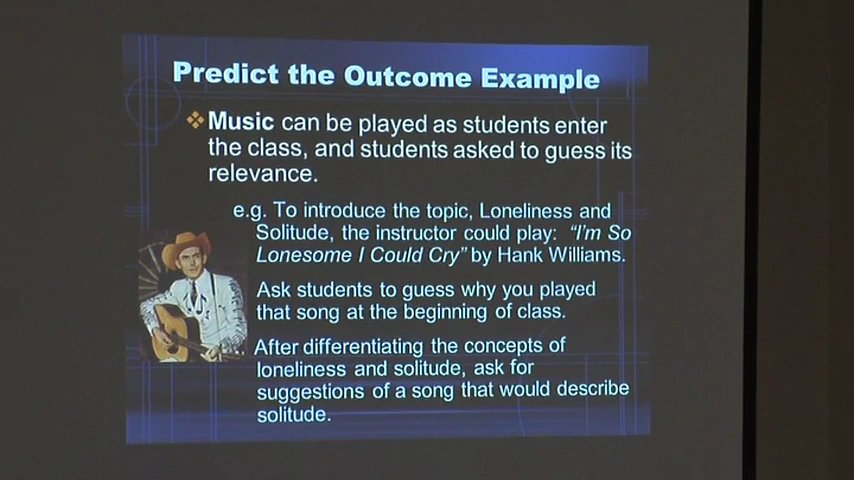 Predict the Outcome Example
Music can be played as students enter
the class, and students asked to guess its
relevance.
e.g. To introduce the topic, Loneliness and
Solitude, the instructor could play: "I'm So
Lonesome I Could Cry" by Hank Williams.
Ask students to guess why you played
that song at the beginning of class.
After differentiating the concepts of
loneliness and solitude, ask for
suggestions of a song that would describe
solitude.